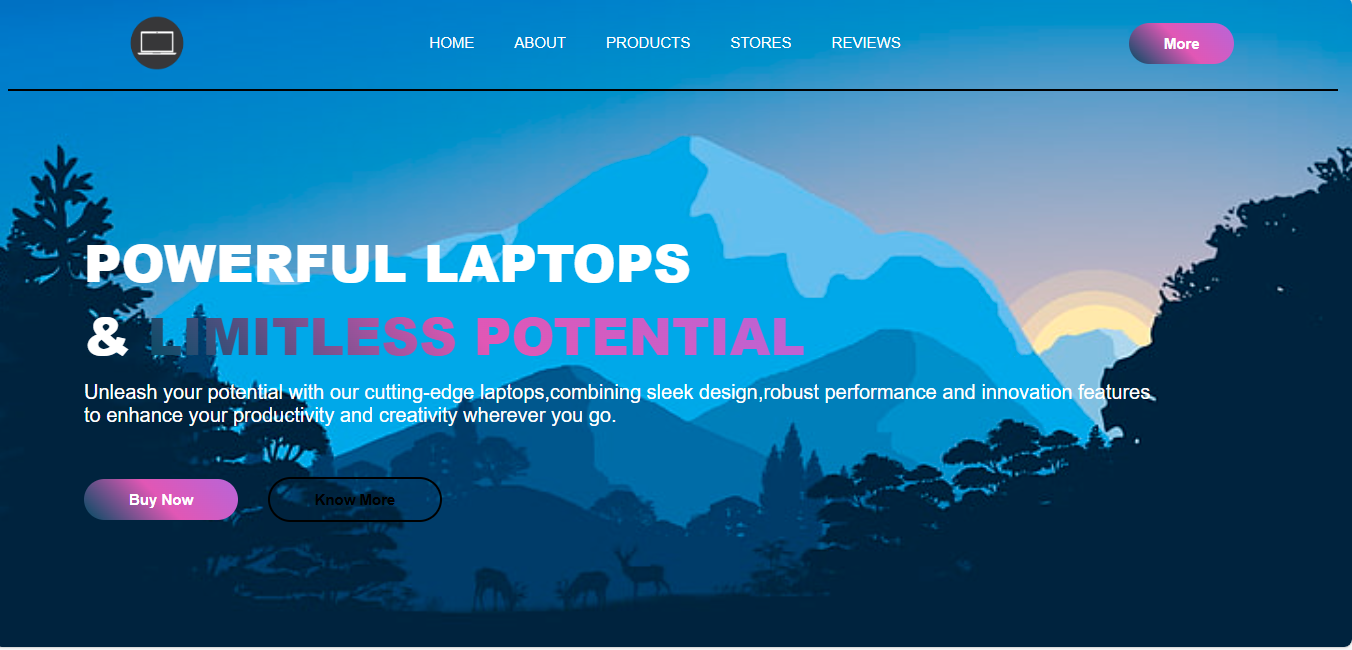 HOME ABOUT PRODUCTS STORES REVIEWS More
POWERFUL LAPTOPS
& LIMITLESS POTENTIAL
Unleash your potential with our cutting-edge laptops,combining sleek design,robust performance and innovation features
to enhance your productivity and creativity wherever you go.
Buy Now Know More